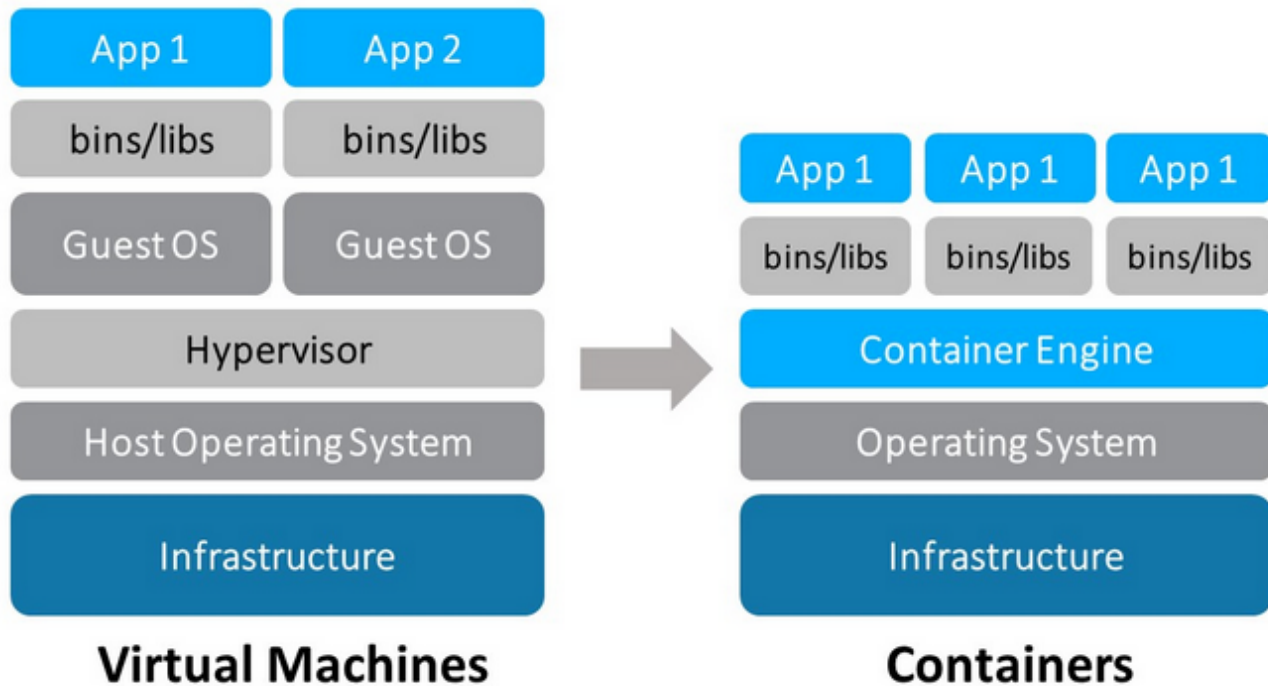 App 1
App 2
bins/libs
bins/libs
Guest OS
Guest OS
Hypervisor
Host Operating System
Infrastructure
Virtual Machines
App 1
App 1
App 1
bins/libs
bins/libs
bins/libs
Container Engine
Operating System
Infrastructure
Containers